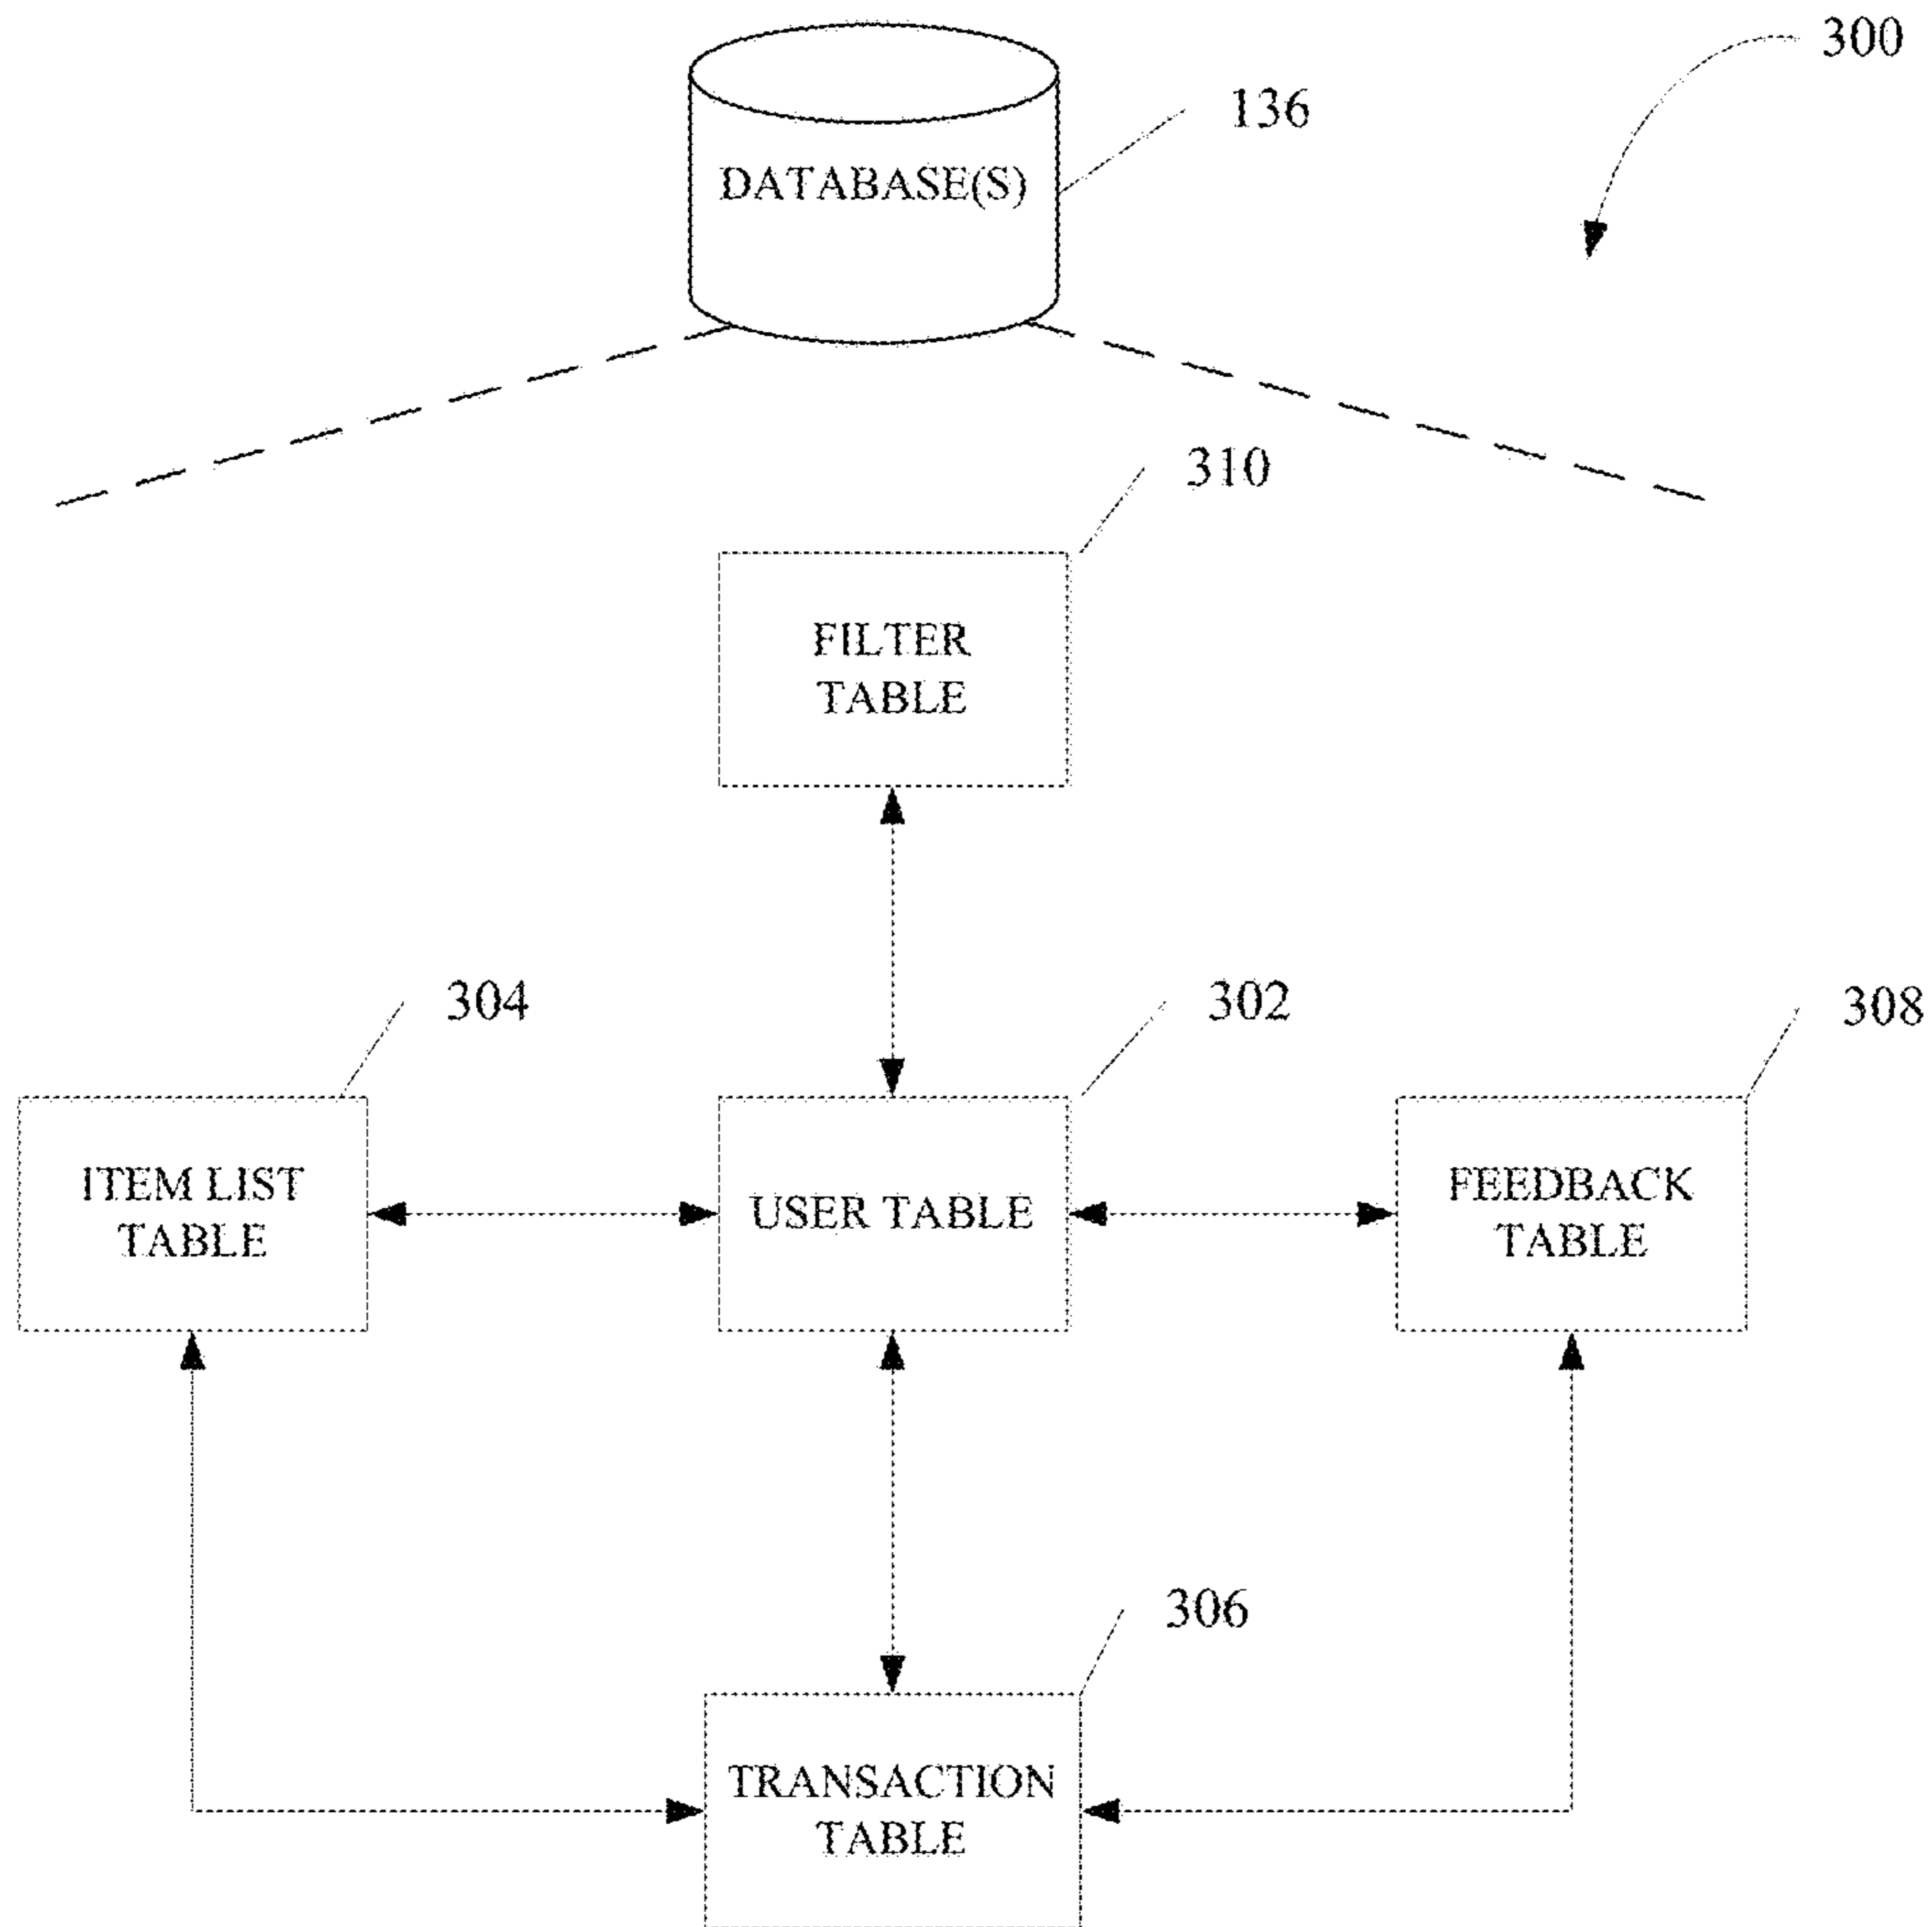 300
136
DATABASE(S)
310
FILTER
TABLE
304
302
308
ITEM LIST
TABLE
USER TABLE
FEEDBACK
TABLE
306
TRANSACTION
TABLE